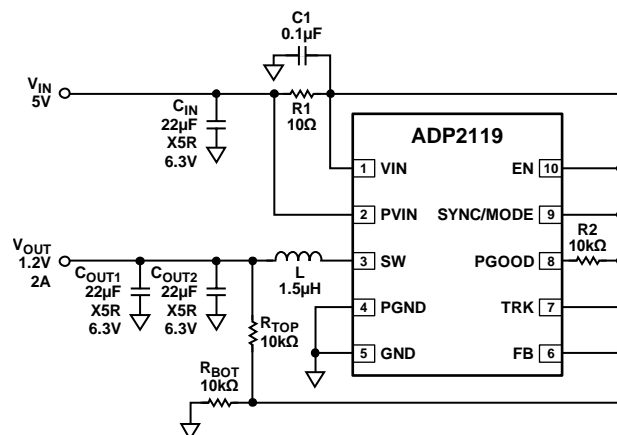 C1
0.1µF
VIN
5V
CIN
22µF
X5R
6.3V
R1
10Ω
ADP2119
1 VIN
EN 10
2 PVIN
SYNC/MODE 9
3 SW
PGOOD 8
4 PGND
TRK 7
5 GND
FB 6
R2
10kΩ
VOUT
1.2V
2A
COUT1
22µF
X5R
6.3V
COUT2
22µF
X5R
6.3V
L
1.5µH
RTOP
10kΩ
RBOT
10kΩ